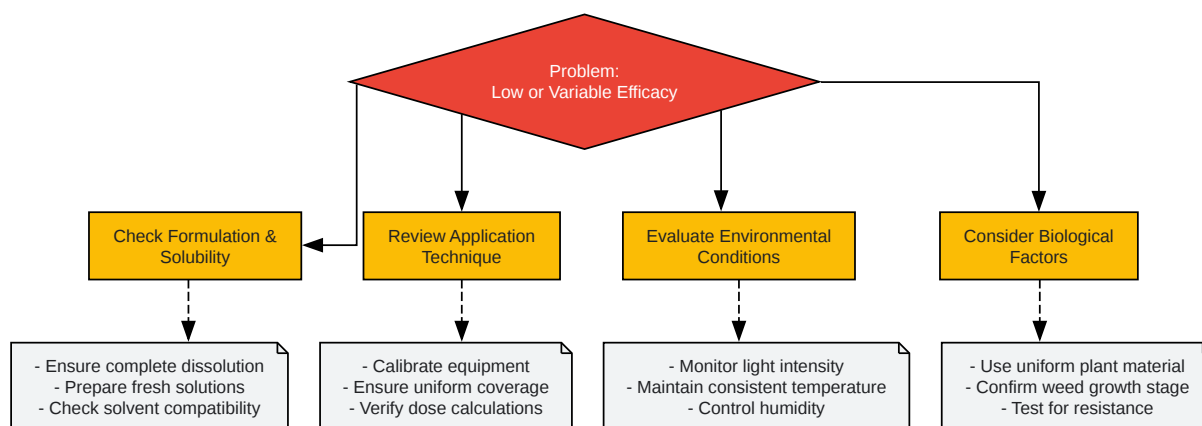 Problem:
Low or Variable Efficacy
Check Formulation &
Solubility
Review Application
Technique
Evaluate Environmental
Conditions
Consider Biological
Factors
- Ensure complete dissolution
- Prepare fresh solutions
- Check solvent compatibility
- Calibrate equipment
- Ensure uniform coverage
- Verify dose calculations
- Monitor light intensity
- Maintain consistent temperature
- Control humidity
- Use uniform plant material
- Confirm weed growth stage
- Test for resistance